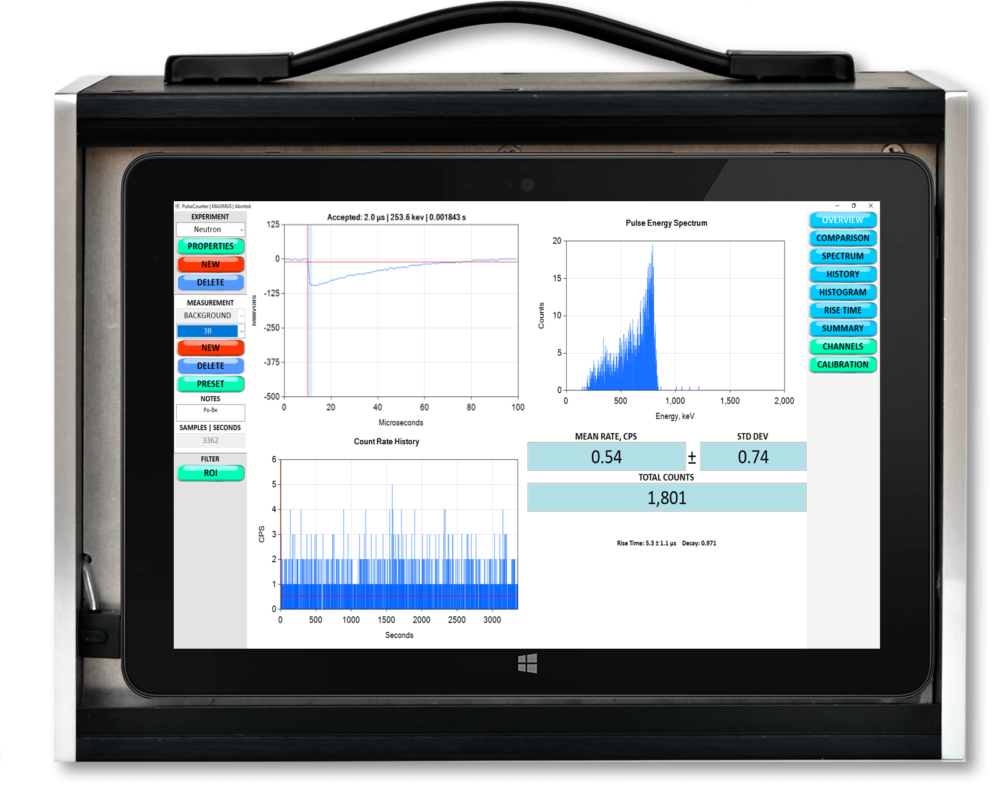 PulseCounter | MAXIMUS | Aborted
EXPERIMENT
Neutron
PROPERTIES
NEW
DELETE
MEASUREMENT
BACKGROUND
3B
NEW
DELETE
PRESET
NOTES
Po-Be
SAMPLES | SECONDS
3362
FILTER
ROI
Accepted: 2.0 µs | 253.6 kev | 0.001843 s
125
0
-125
-250
-375
-500
Millivolts
0 20 40 60 80 100
Microseconds
Pulse Energy Spectrum
20
15
10
5
0
Counts
0 500 1,000 1,500 2,000
Energy, keV
Count Rate History
6
5
4
3
2
1
0
CPS
0 500 1000 1500 2000 2500 3000
Seconds
MEAN RATE, CPS STD DEV
0.54 ± 0.74
TOTAL COUNTS
1,801
Rise Time: 5.3 ± 1.1 µs Decay: 0.971
OVERVIEW
COMPARISON
SPECTRUM
HISTORY
HISTOGRAM
RISE TIME
SUMMARY
CHANNELS
CALIBRATION